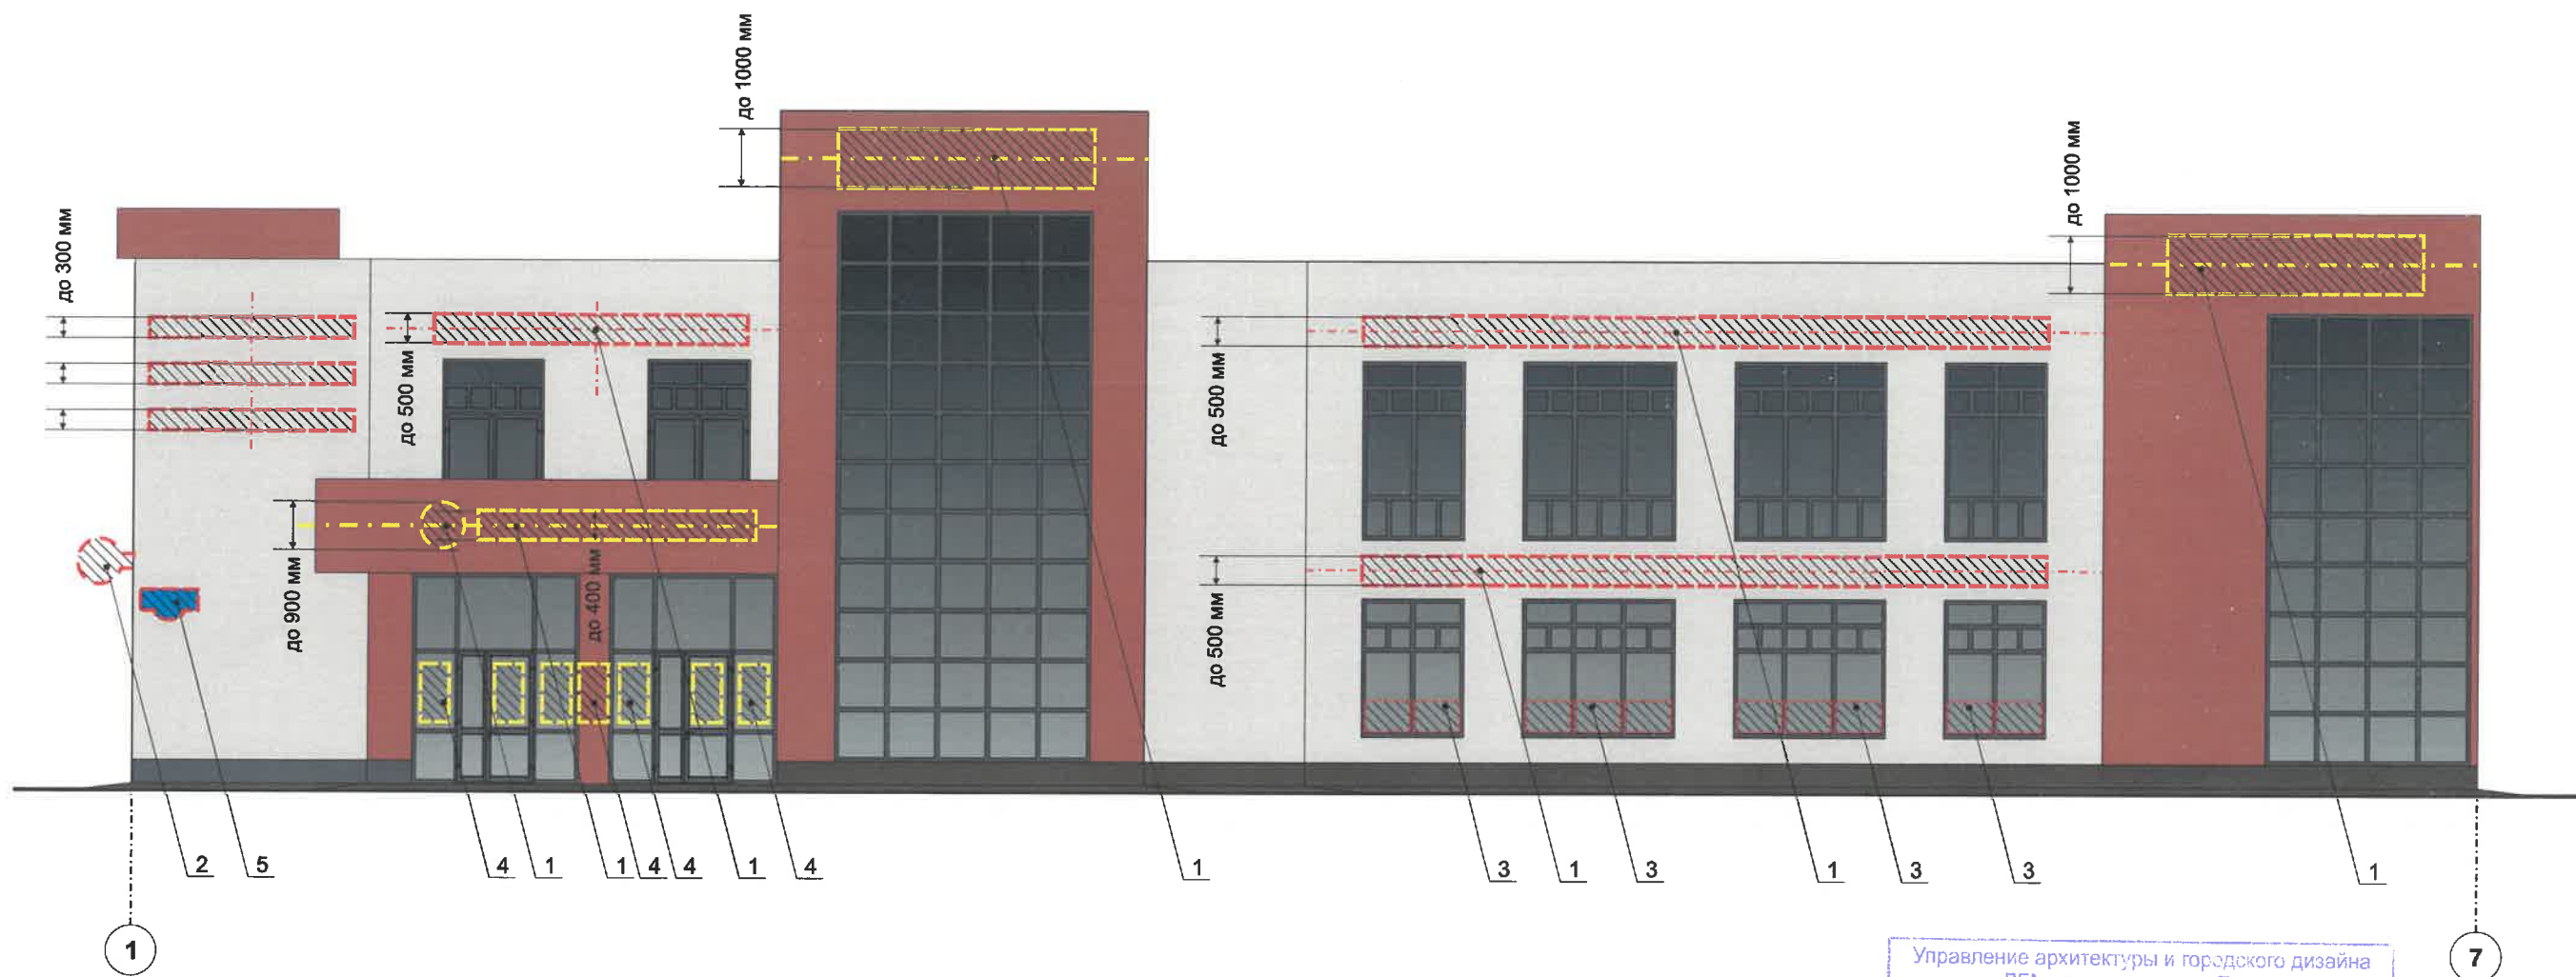 до 1000 мм
до 1000 мм
до 300 мм
до 500 мм
до 500 мм
до 900 мм
до 400 мм
до 500 мм
2 5 4 1 1 4 4 1 4 1 3 1 3 1 3 3 1
1 7
Управление архитектуры и городского дизайна